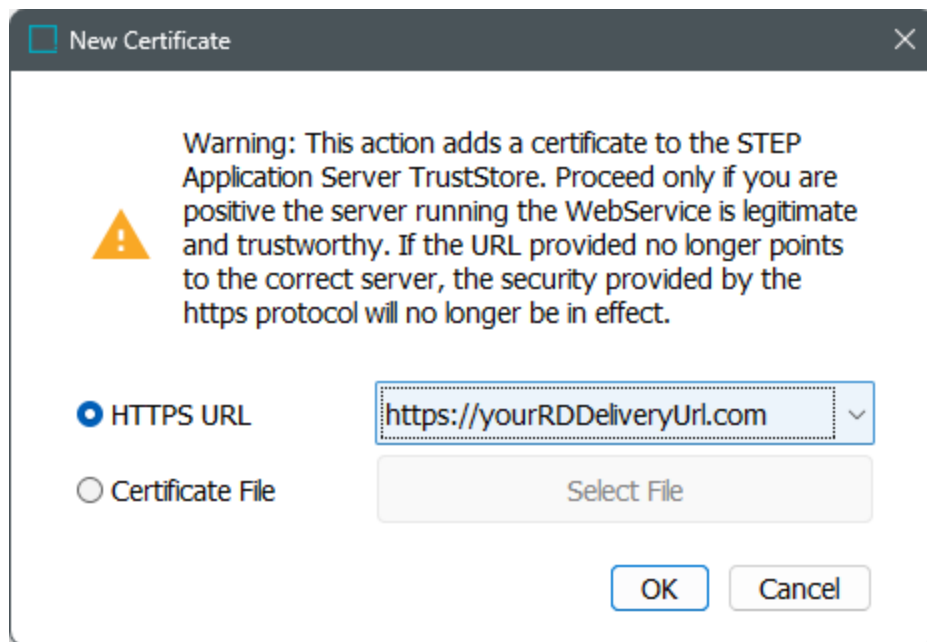 New Certificate
Warning: This action adds a certificate to the STEP
Application Server TrustStore. Proceed only if you are
positive the server running the WebService is legitimate
and trustworthy. If the URL provided no longer points
to the correct server, the security provided by the
https protocol will no longer be in effect.
HTTPS URL
https://yourRDDeliveryUrl.com
Certificate File
Select File
OK
Cancel